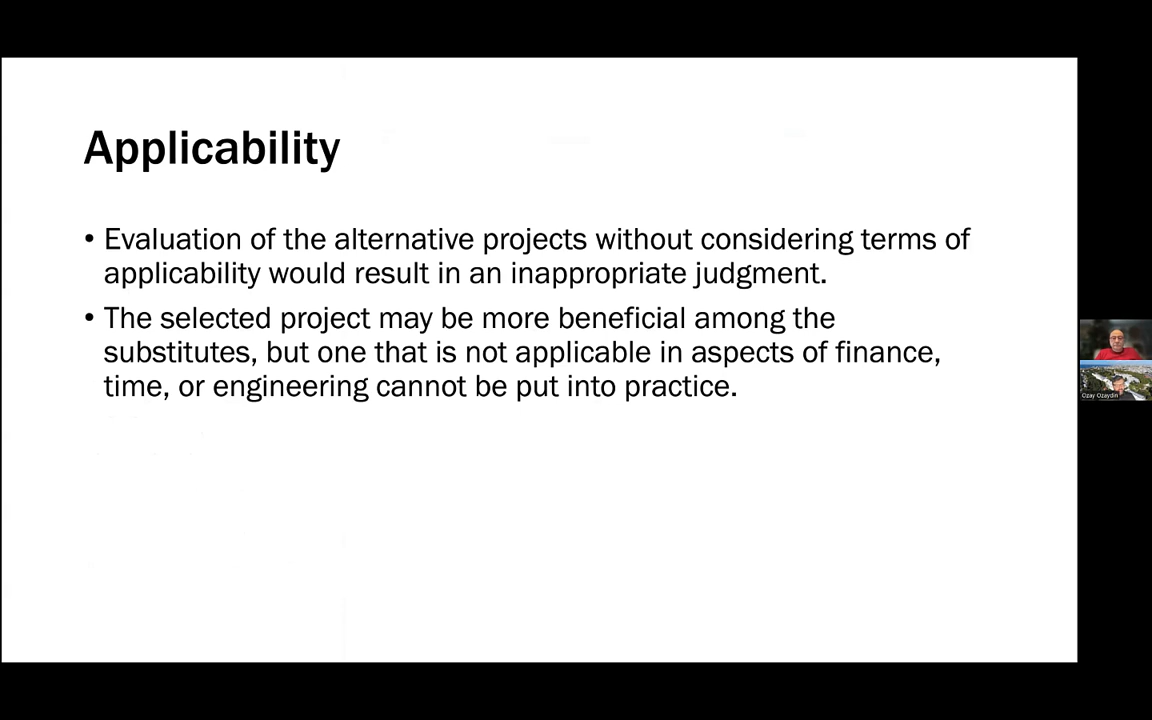 Applicability
• Evaluation of the alternative projects without considering terms of
applicability would result in an inappropriate judgment.
• The selected project may be more beneficial among the
substitutes, but one that is not applicable in aspects of finance,
time, or engineering cannot be put into practice.
Ozay Ozaydin